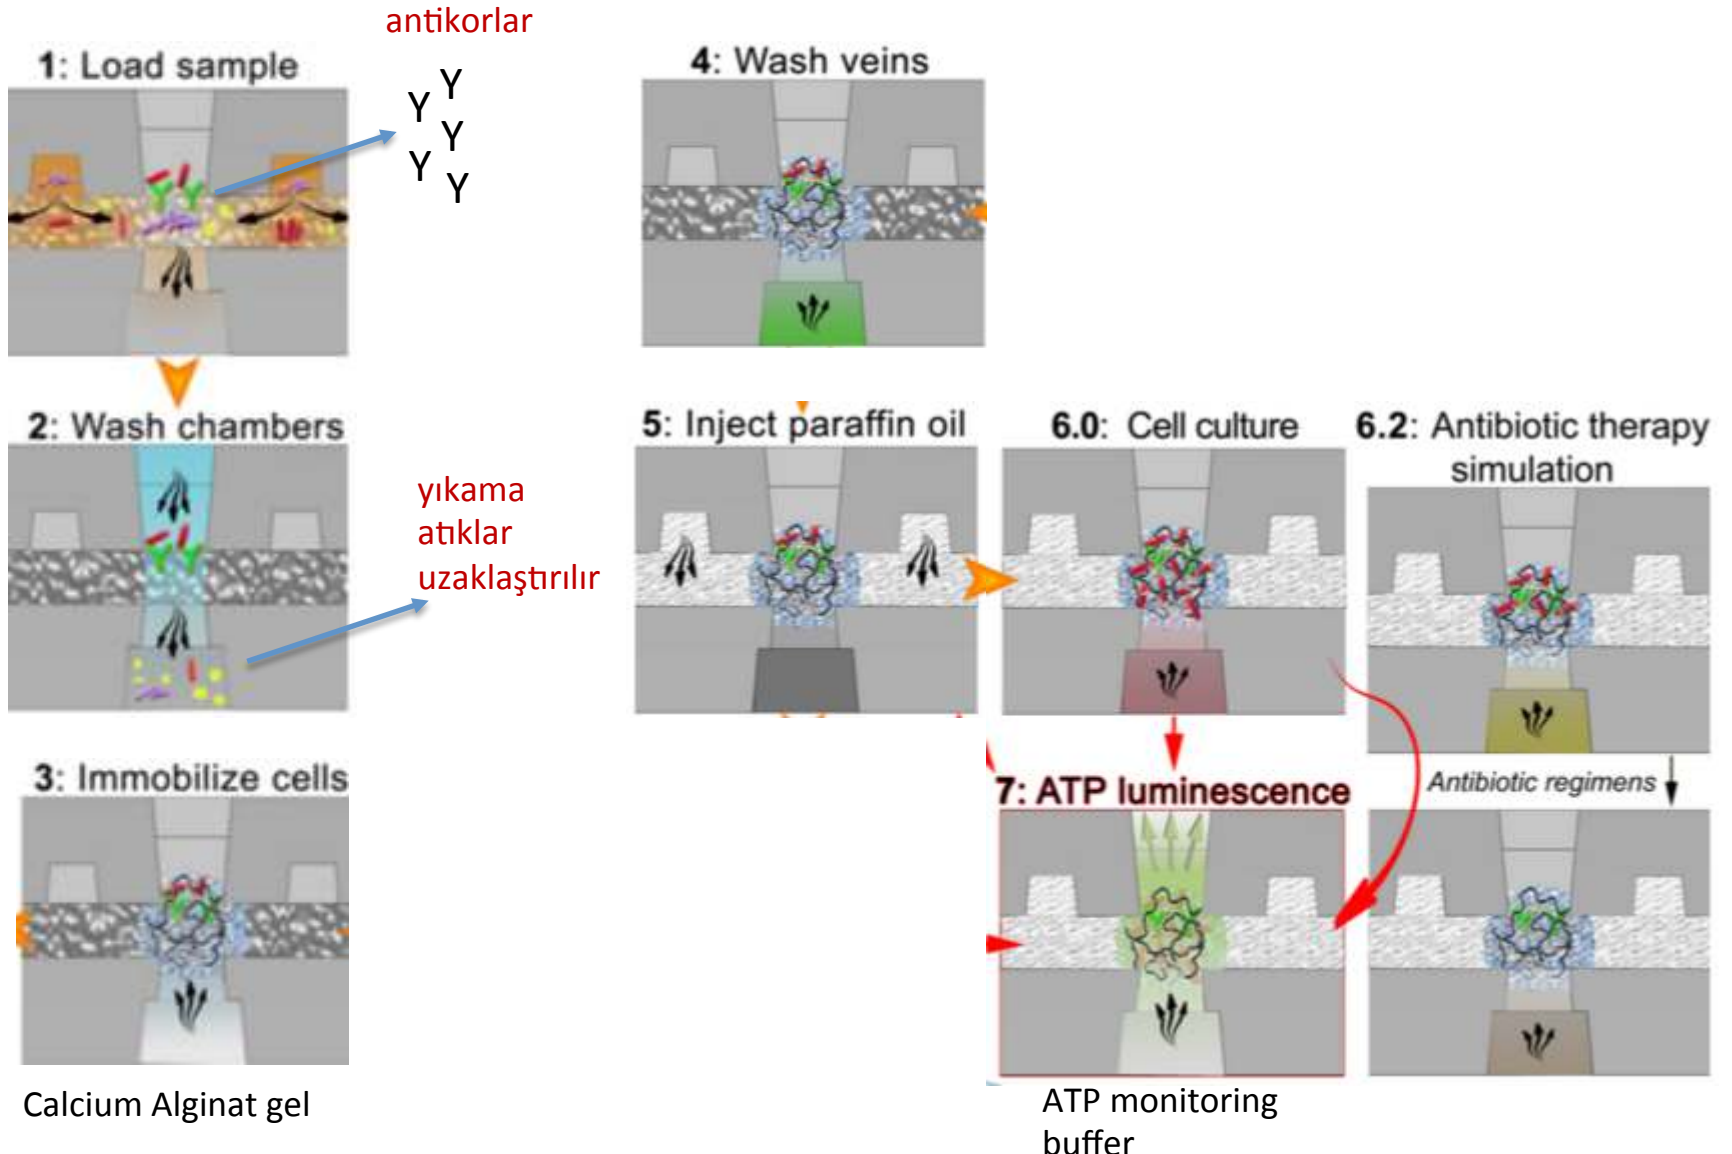 antikorlar
1: Load sample
Y
Y
Y
Y
Y
2: Wash chambers
yıkama
atıklar
uzaklaştırılır
3: Immobilize cells
Calcium Alginat gel
4: Wash veins
5: Inject paraffin oil
6.0: Cell culture
6.2: Antibiotic therapy
simulation
Antibiotic regimens
7: ATP luminescence
ATP monitoring
buffer